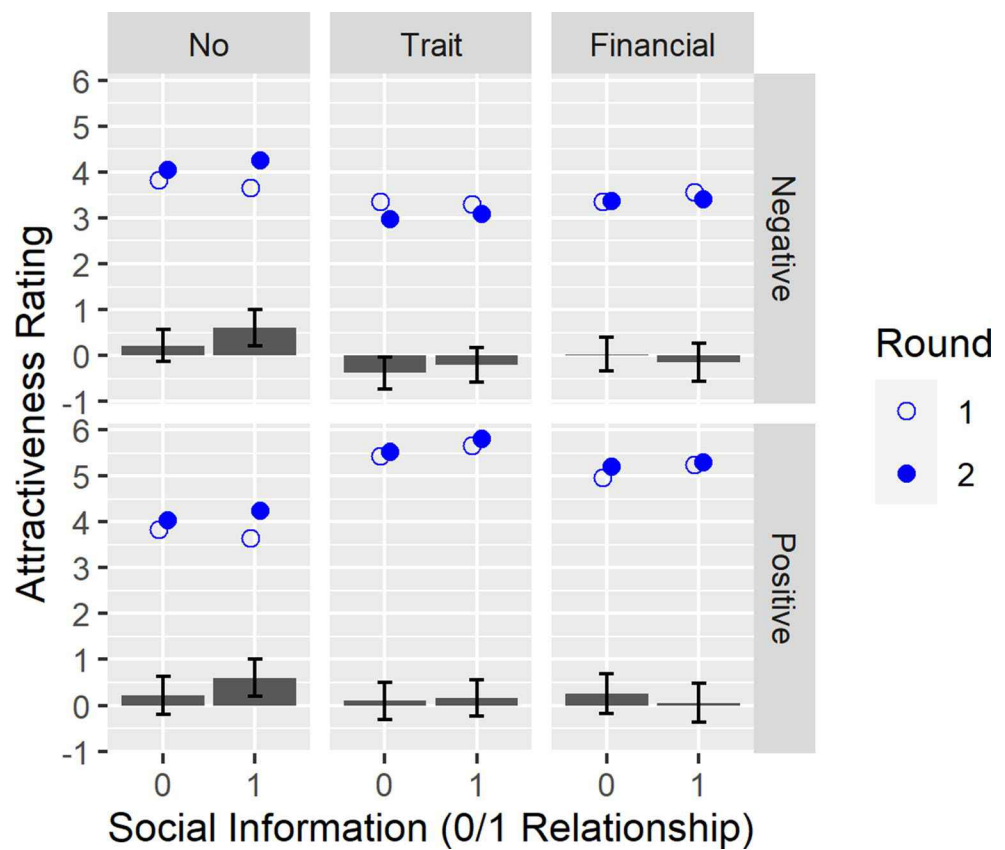 No Trait Financial
6
5
4
3
2
1
0
-1
Negative
6
5
4
3
2
1
0
-1
Positive
Attractiveness Rating
0 1 0 1 0 1
Social Information (0/1 Relationship)
Round
1
2